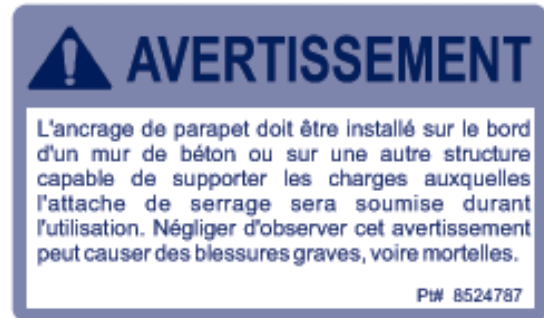 AVERTISSEMENT
L'ancrage de parapet doit être installé sur le bord
d'un mur de béton ou sur une autre structure
capable de supporter les charges auxquelles
l'attache de serrage sera soumise durant
l'utilisation. Négliger d'observer cet avertissement
peut causer des blessures graves, voire mortelles.
Pt# 8524787